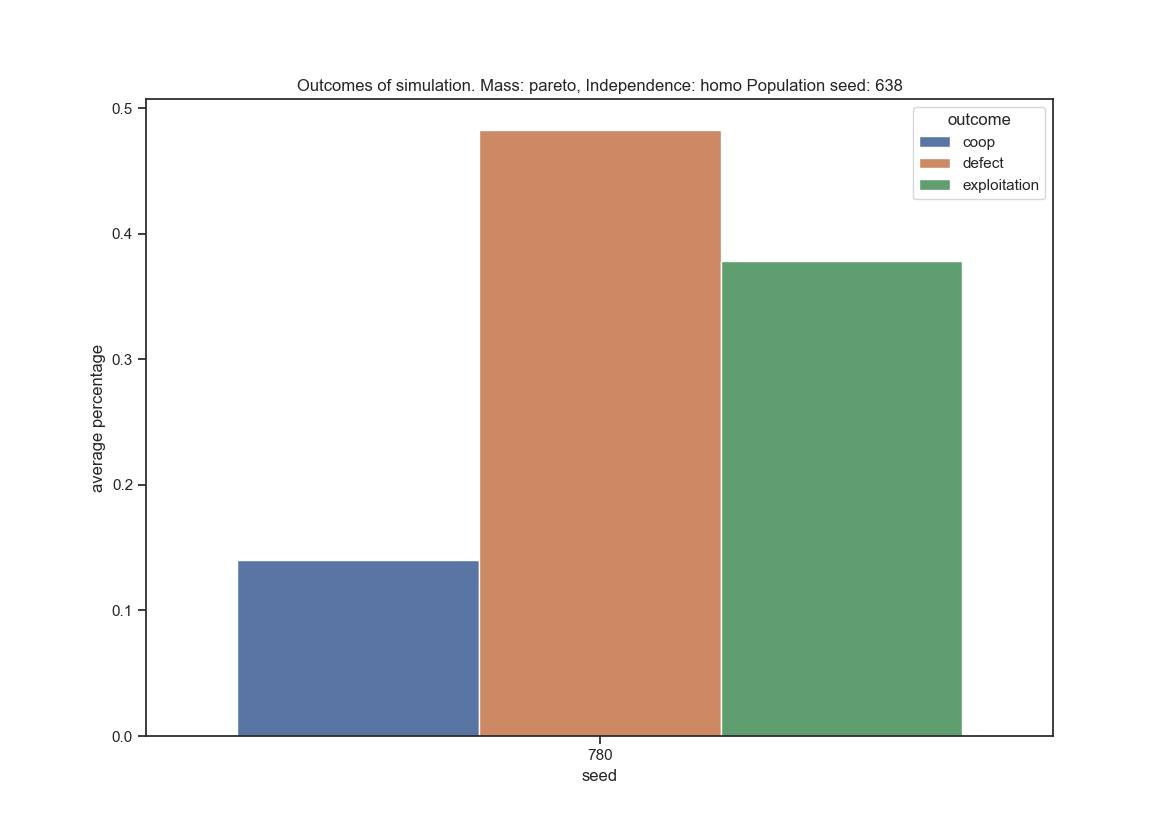 Outcomes of simulation. Mass: pareto, Independence: homo Population seed: 638
outcome
coop
defect
exploitation
average percentage
0.5
0.4
0.3
0.2
0.1
0.0
780
seed